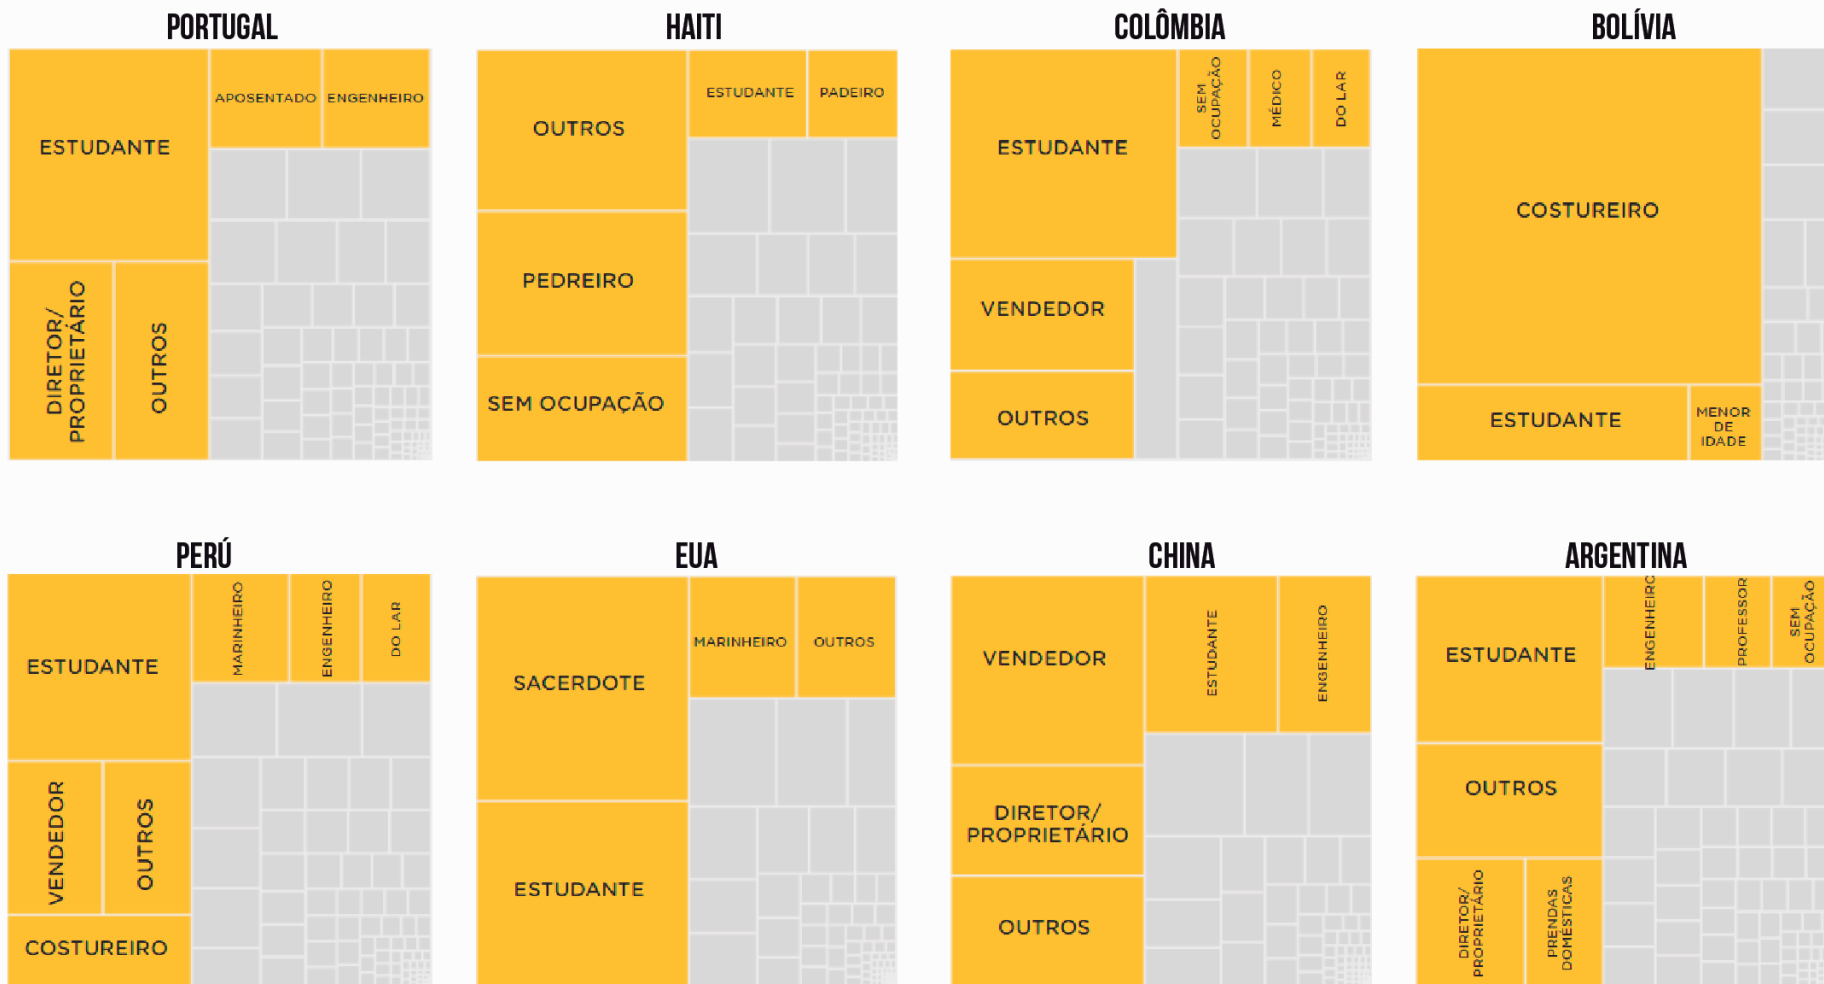 PORTUGAL
ESTUDANTE
APOSENTADO
ENGENHEIRO
DIRETOR/
PROPRIETÁRIO
OUTROS
HAITI
OUTROS
ESTUDANTE
PADEIRO
PEDREIRO
SEM OCUPAÇÃO
COLÔMBIA
ESTUDANTE
SEM
OCUPAÇÃO
MÉDICO
DO LAR
VENDEDOR
OUTROS
BOLÍVIA
COSTUREIRO
ESTUDANTE
MENOR
DE
IDADE
PERÚ
ESTUDANTE
MARINHEIRO
ENGENHEIRO
DO LAR
VENDEDOR
OUTROS
COSTUREIRO
EUA
SACERDOTE
MARINHEIRO
OUTROS
ESTUDANTE
CHINA
VENDEDOR
ESTUDANTE
ENGENHEIRO
DIRETOR/
PROPRIETÁRIO
OUTROS
ARGENTINA
ESTUDANTE
ENGENHEIRO
PROFESSOR
SEM
OCUPAÇÃO
OUTROS
DIRETOR/
PROPRIETÁRIO
PRENDAS
DOMÉSTICAS